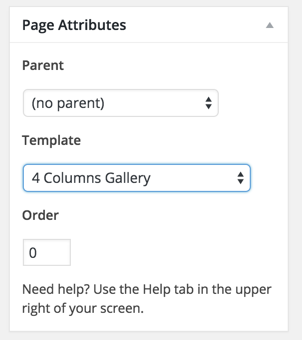 Page Attributes
Parent
(no parent)
Template
4 Columns Gallery
Order
0
Need help? Use the Help tab in the upper
right of your screen.